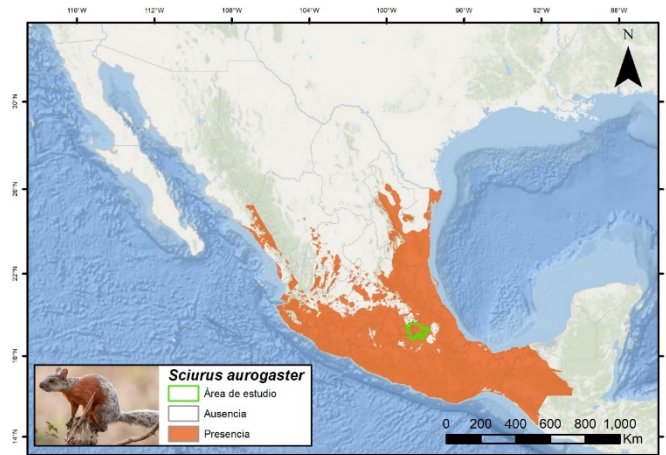 116°W 112°W 108°W 104°W 100°W 96°W 92°W 88°W
N
30°N
26°N
22°N
18°N
14°N
Sciurus aurogaster
Área de estudio
Ausencia
Presencia
0 200 400 600 800 1,000
Km